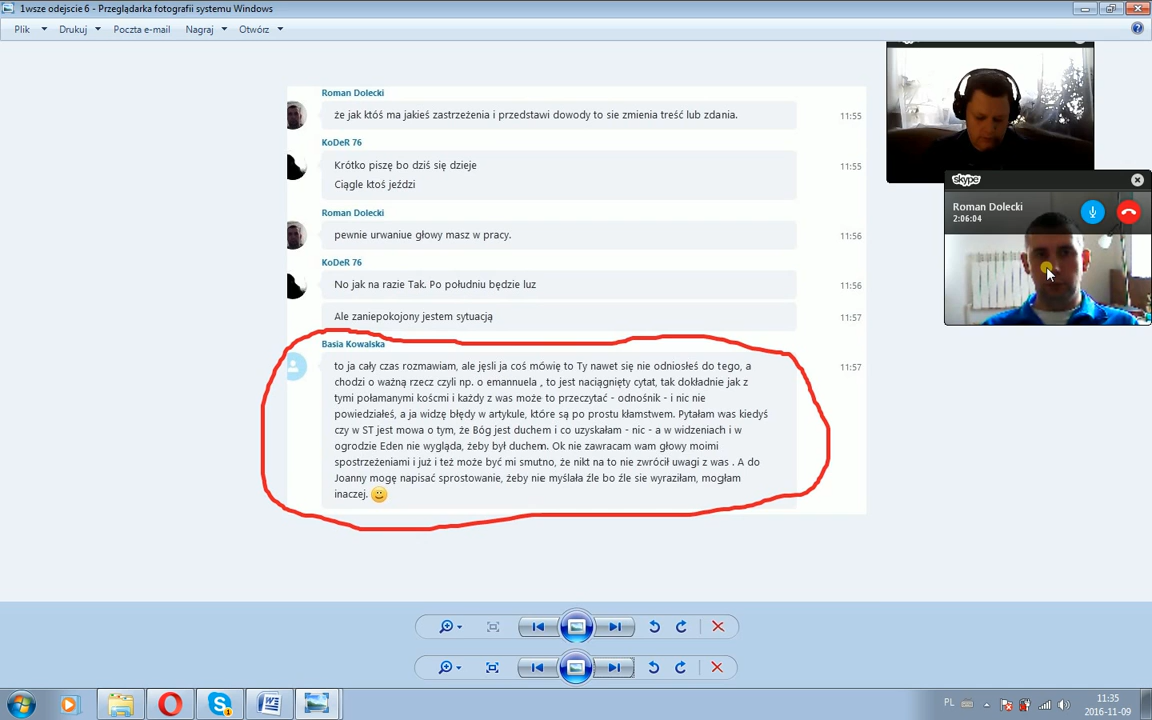 1wsze odejscie 6 - Przeglądarka fotografii systemu Windows
Plik Drukuj Poczta e-mail Nagraj Otwórz
Roman Dolecki
że jak któś ma jakieś zastrzeżenia i przedstawi dowody to sie zmienia treść lub zdania. 11:55
KoDeR 76
Krótko piszę bo dziś się dzieje 11:55
Ciągle ktoś jeździ
Roman Dolecki
pewnie urwaniue głowy masz w pracy. 11:56
KoDeR 76
No jak na razie Tak. Po południu będzie luz 11:56
Ale zaniepokojony jestem sytuacją 11:57
Basia Kowalska
to ja cały czas rozmawiam, ale jęsli ja coś mówię to Ty nawet się nie odniosłeś do tego, a 11:57
chodzi o ważną rzecz czyli np. o emannuela , to jest naciągnięty cytat, tak dokładnie jak z
tymi połamanymi kośćmi i każdy z was może to przeczytać - odnośnik - i nic nie
powiedziałeś, a ja widzę błędy w artykule, które są po prostu kłamstwem. Pytałam was kiedyś
czy w ST jest mowa o tym, że Bóg jest duchem i co uzyskałam - nic - a w widzeniach i w
ogrodzie Eden nie wygląda, żeby był duchem. Ok nie zawracam wam głowy moimi
spostrzeżeniami i już i też może być mi smutno, że nikt na to nie zwrócił uwagi z was . A do
Joanny mogę napisać sprostowanie, żeby nie myślała źle bo źle sie wyraziłam, mogłam
inaczej.
skype
Roman Dolecki
2:06:04
PL
11:35
2016-11-09